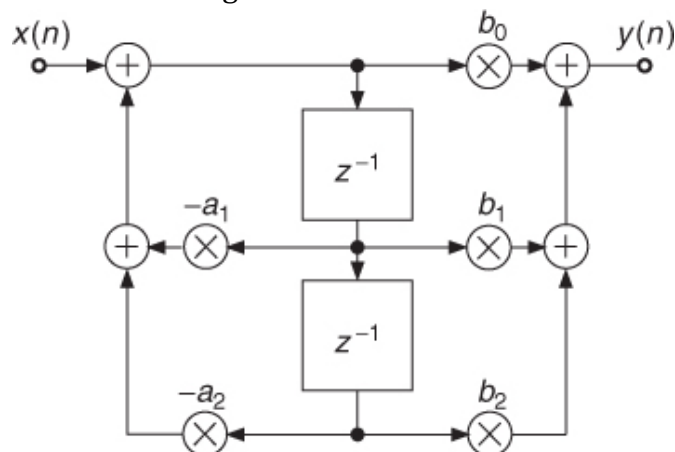 x(n)
b₀
y(n)
z⁻¹
−a₁
b₁
z⁻¹
−a₂
b₂